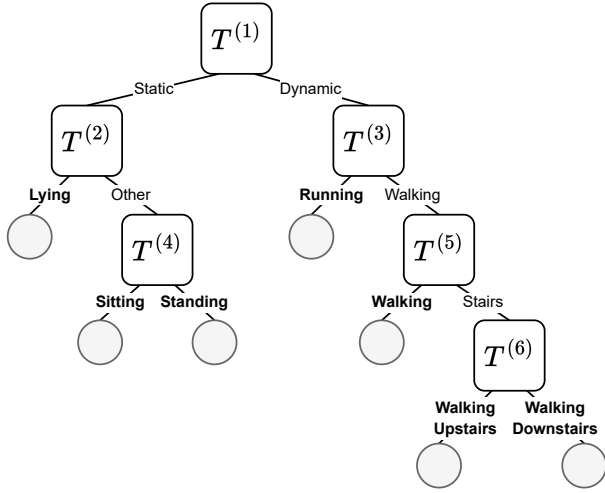 T^(1)
Static
Dynamic
T^(2)
T^(3)
Lying
Other
Running
Walking
T^(4)
T^(5)
Sitting
Standing
Walking
Stairs
T^(6)
Walking
Upstairs
Walking
Downstairs